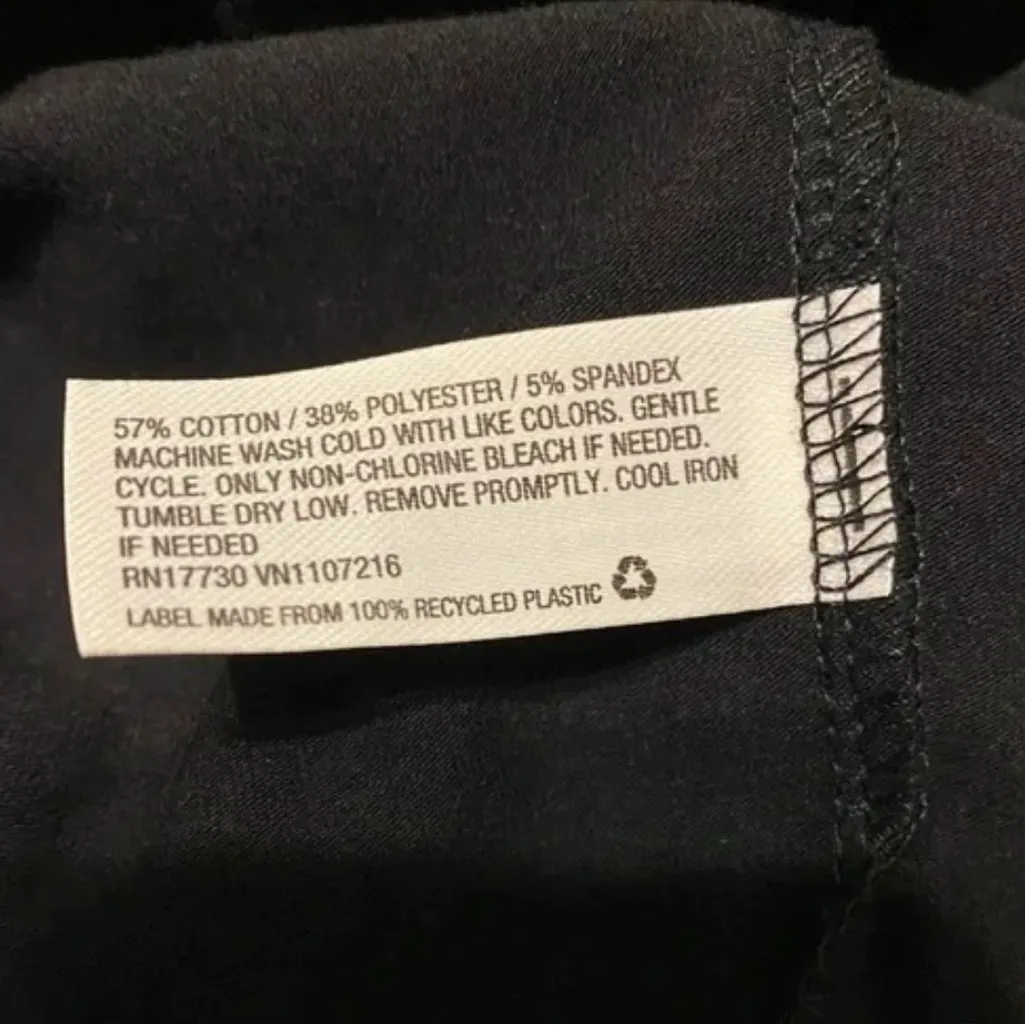 57% COTTON / 38% POLYESTER / 5% SPANDEX
MACHINE WASH COLD WITH LIKE COLORS. GENTLE
CYCLE. ONLY NON-CHLORINE BLEACH IF NEEDED.
TUMBLE DRY LOW. REMOVE PROMPTLY. COOL IRON
IF NEEDED
RN17730 VN1107216
LABEL MADE FROM 100% RECYCLED PLASTIC